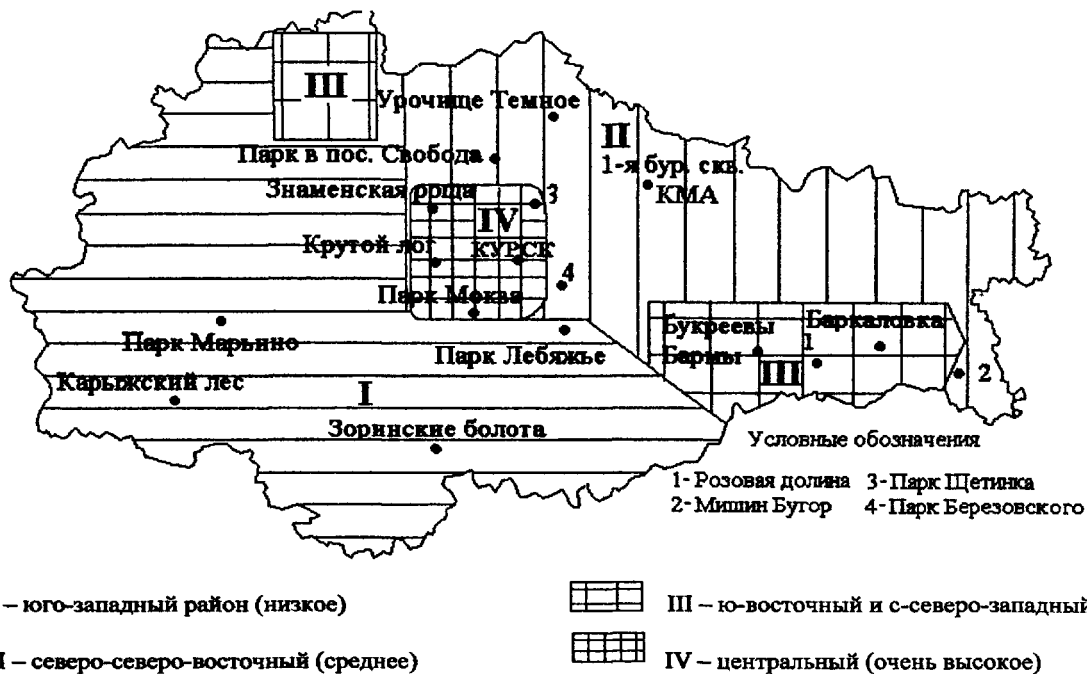 III
Урочище Темное
II
Парк в пос. Свобода
1-я бур. скв.
КМА
Знаменская роща
3
IV
Крутой лог
КУРСК
4
Парк Моква
Букреевы
Бармы
Баркаловка
1
Парк Марьино
Парк Лебяжье
III
2
Карыжский лес
I
Зоринские болота
Условные обозначения
1- Розовая долина 3-Парк Щетинка
2-Мишин Бугор 4-Парк Березовского
– юго-западный район (низкое)
III – ю-восточный и с-северо-западный
I – северо-северо-восточный (среднее)
IV – центральный (очень высокое)